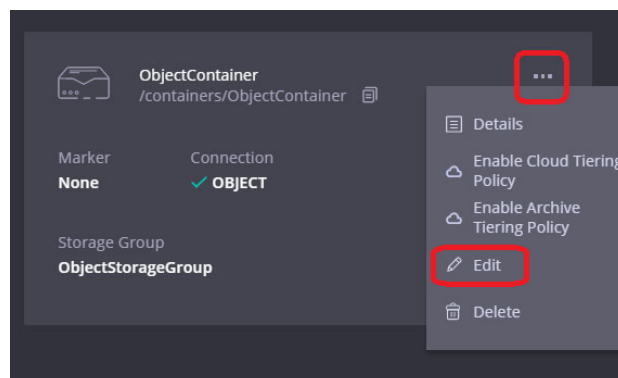 ObjectContainer
/containers/ObjectContainer
Marker
Connection
None
OBJECT
Storage Group
ObjectStorageGroup
Details
Enable Cloud Tiering
Policy
Enable Archive
Tiering Policy
Edit
Delete